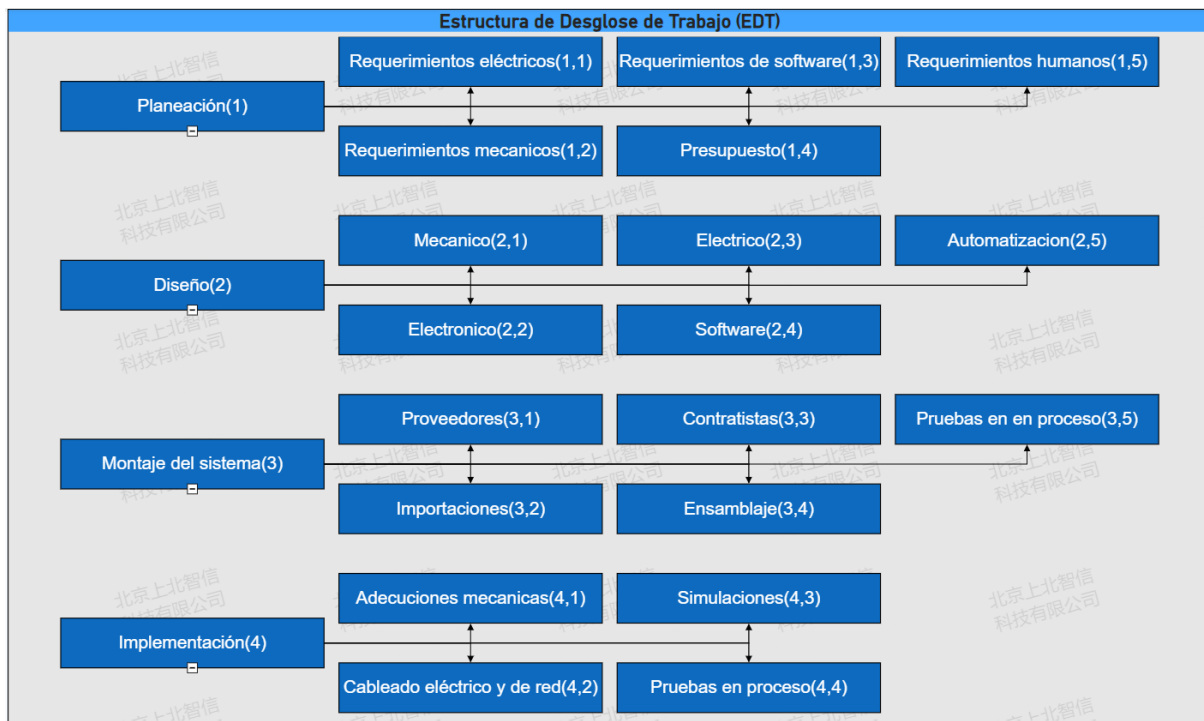 Estructura de Desglose de Trabajo (EDT)
Requerimientos eléctricos(1,1)
Requerimientos de software(1,3)
Requerimientos humanos(1,5)
Planeación(1)
Requerimientos mecanicos(1,2)
Presupuesto(1,4)
Mecanico(2,1)
Electrico(2,3)
Automatizacion(2,5)
Diseño(2)
Electronico(2,2)
Software(2,4)
Proveedores(3,1)
Contratistas(3,3)
Pruebas en en proceso(3,5)
Montaje del sistema(3)
Importaciones(3,2)
Ensamblaje(3,4)
Adecuciones mecanicas(4,1)
Simulaciones(4,3)
Implementación(4)
Cableado eléctrico y de red(4,2)
Pruebas en proceso(4,4)
北京上北智信
科技有限公司